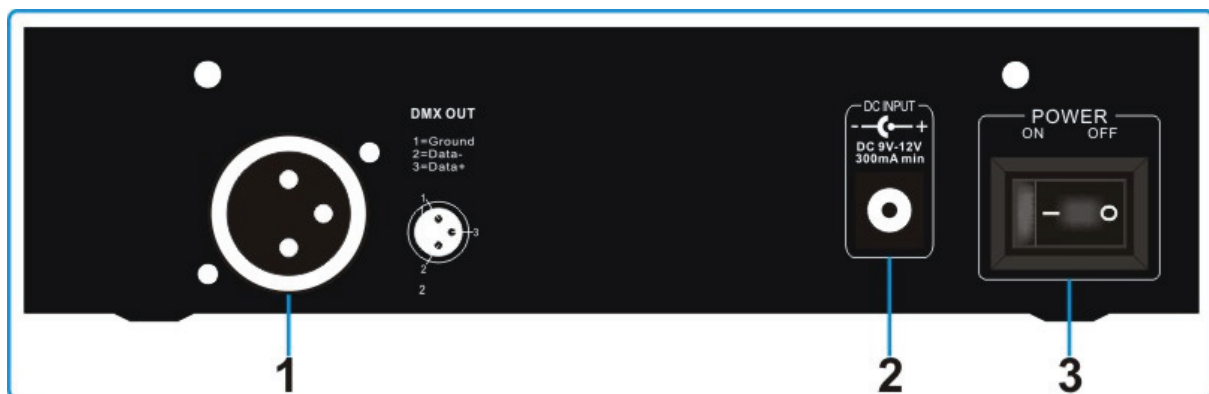 DMX OUT
1=Ground
2=Data-
3=Data+
1
3
2
2
DC INPUT
- +
DC 9V-12V
300mA min
POWER
ON OFF
1 2 3